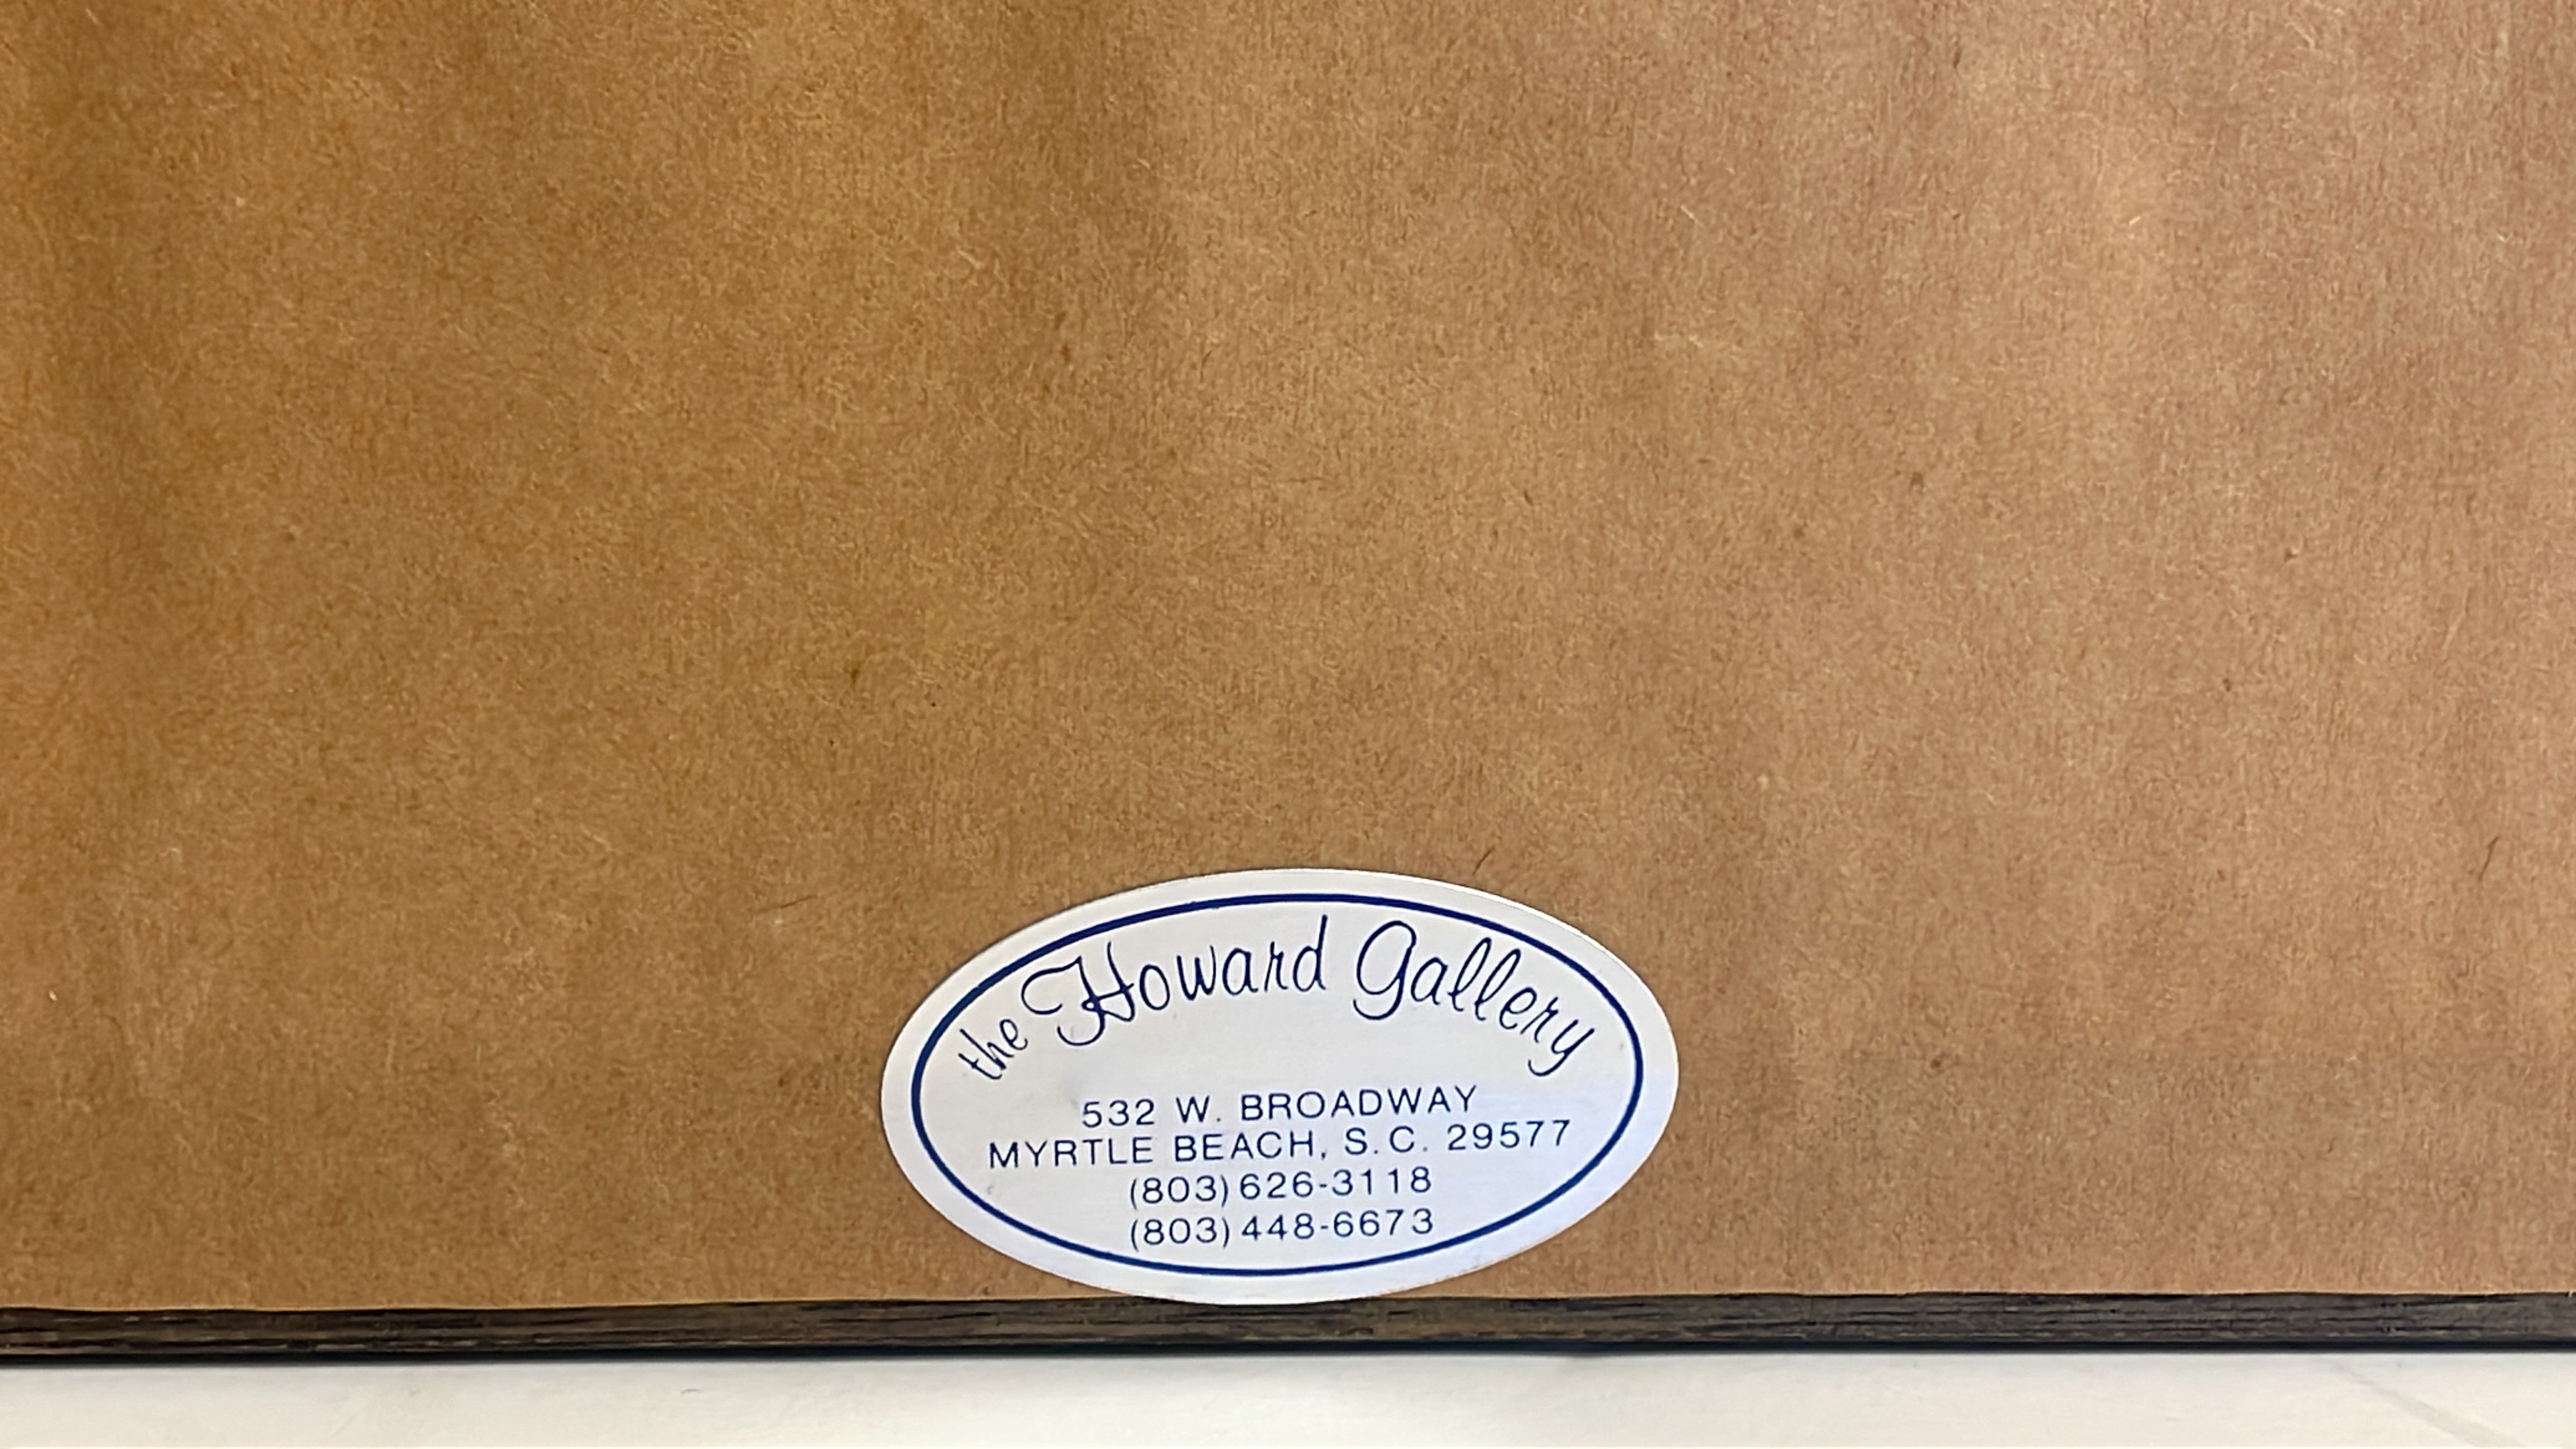 the Howard Gallery
532 W. BROADWAY
MYRTLE BEACH, S.C. 29577
(803) 626-3118
(803) 448-6673